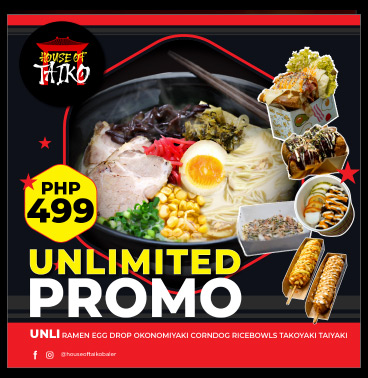 HOUSE OF
TAIKO
PHP
499
UNLIMITED
PROMO
UNLI RAMEN EGG DROP OKONOMIYAKI CORNDOG RICEBOWLS TAKOYAKI TAIYAKI
@houseoftaikobaler